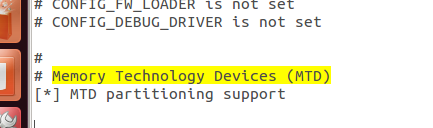 # CONFIG_FW_LOADER is not set
# CONFIG_DEBUG_DRIVER is not set
#
# Memory Technology Devices (MTD)
[*] MTD partitioning support